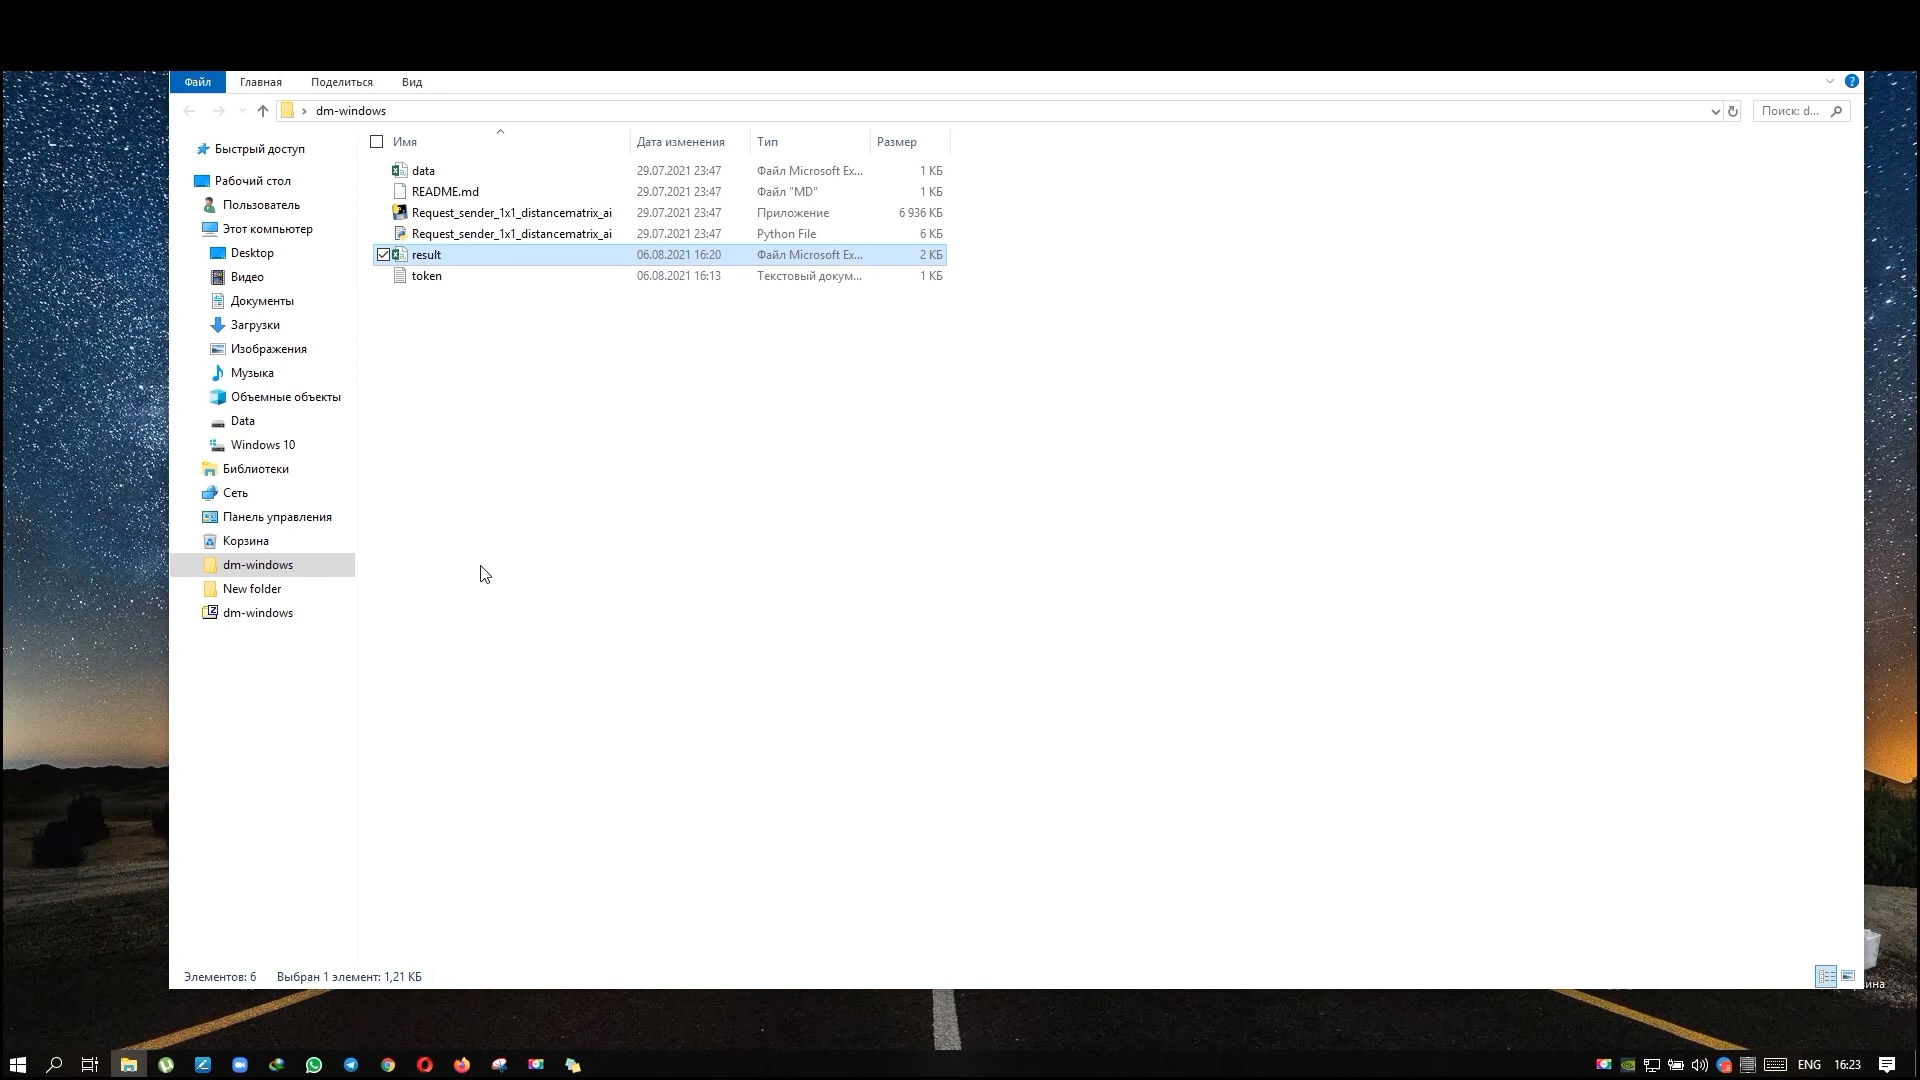 Файл Главная Поделиться Вид
dm-windows
Поиск: d...
Имя Дата изменения Тип Размер
data 29.07.2021 23:47 Файл Microsoft Ex... 1 КБ
README.md 29.07.2021 23:47 Файл "MD" 1 КБ
Request_sender_1x1_distancematrix_ai 29.07.2021 23:47 Приложение 6 936 КБ
Request_sender_1x1_distancematrix_ai 29.07.2021 23:47 Python File 6 КБ
result 06.08.2021 16:20 Файл Microsoft Ex... 2 КБ
token 06.08.2021 16:13 Текстовый докум... 1 КБ
Быстрый доступ
Рабочий стол
Пользователь
Этот компьютер
Desktop
Видео
Документы
Загрузки
Изображения
Музыка
Объемные объекты
Data
Windows 10
Библиотеки
Сеть
Панель управления
Корзина
dm-windows
New folder
dm-windows
Элементов: 6 Выбран 1 элемент: 1,21 КБ
ина
ENG 16:23